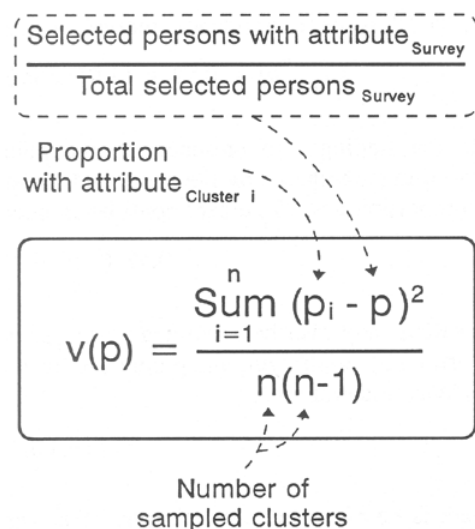 Selected persons with attribute Survey
Total selected persons Survey
Proportion
with attribute Cluster i
n
v(p) = Sum (pi - p)²
i=1
n(n-1)
Number of
sampled clusters